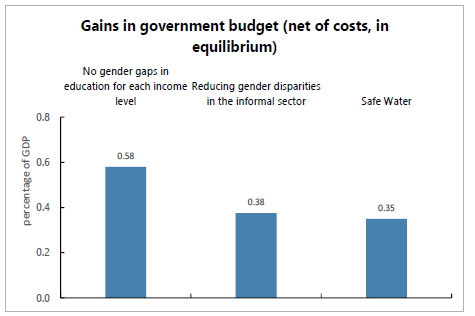 Gains in government budget (net of costs, in
equilibrium)
No gender gaps in
education for each income
level
Reducing gender disparities
in the informal sector
Safe Water
percentage of GDP
0.8
0.6
0.4
0.2
0.0
0.58
0.38
0.35